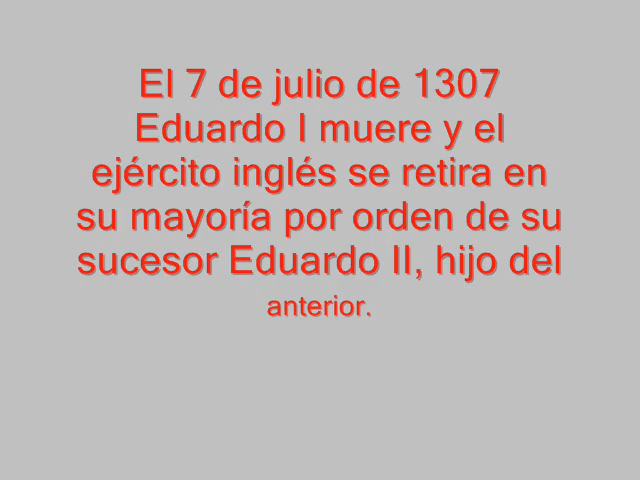 El 7 de julio de 1307
Eduardo I muere y el
ejército inglés se retira en
su mayoría por orden de su
sucesor Eduardo II, hijo del
anterior.